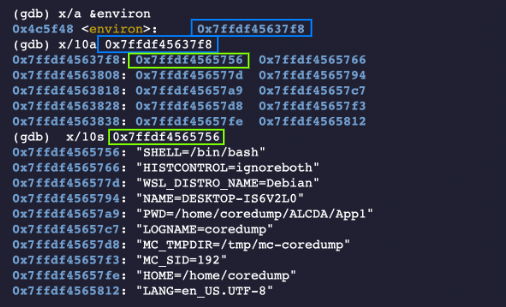 (gdb) x/a &environ
0x4c5f48 <environ>: 0x7ffdf45637f8
(gdb) x/10a 0x7ffdf45637f8
0x7ffdf45637f8: 0x7ffdf4565756 0x7ffdf4565766
0x7ffdf4563808: 0x7ffdf456577d 0x7ffdf4565794
0x7ffdf4563818: 0x7ffdf45657a9 0x7ffdf45657c7
0x7ffdf4563828: 0x7ffdf45657d8 0x7ffdf45657f3
0x7ffdf4563838: 0x7ffdf45657fe 0x7ffdf4565812
(gdb) x/10s 0x7ffdf4565756
0x7ffdf4565756: "SHELL=/bin/bash"
0x7ffdf4565766: "HISTCONTROL=ignoreboth"
0x7ffdf456577d: "WSL_DISTRO_NAME=Debian"
0x7ffdf4565794: "NAME=DESKTOP-IS6V2L0"
0x7ffdf45657a9: "PWD=/home/coredump/ALCDA/App1"
0x7ffdf45657c7: "LOGNAME=coredump"
0x7ffdf45657d8: "MC_TMPDIR=/tmp/mc-coredump"
0x7ffdf45657f3: "MC_SID=192"
0x7ffdf45657fe: "HOME=/home/coredump"
0x7ffdf4565812: "LANG=en_US.UTF-8"